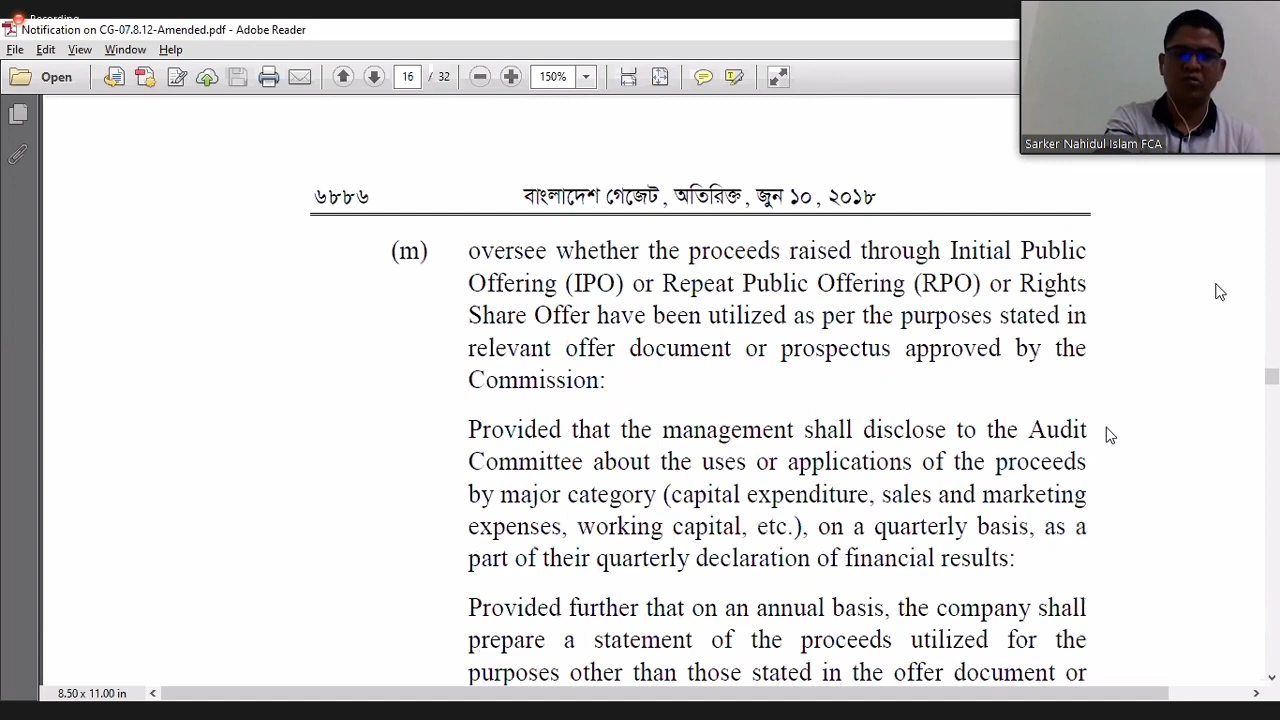 Recording
Notification on CG-07.8.12-Amended.pdf - Adobe Reader
File Edit View Window Help
Open 16 / 32 150%
Sarker Nahidul Islam FCA
৬৮৮৬ বাংলাদেশ গেজেট, অতিরিক্ত, জুন ১০, ২০১৮
(m) oversee whether the proceeds raised through Initial Public
Offering (IPO) or Repeat Public Offering (RPO) or Rights
Share Offer have been utilized as per the purposes stated in
relevant offer document or prospectus approved by the
Commission:
Provided that the management shall disclose to the Audit
Committee about the uses or applications of the proceeds
by major category (capital expenditure, sales and marketing
expenses, working capital, etc.), on a quarterly basis, as a
part of their quarterly declaration of financial results:
Provided further that on an annual basis, the company shall
prepare a statement of the proceeds utilized for the
purposes other than those stated in the offer document or
8.50 x 11.00 in